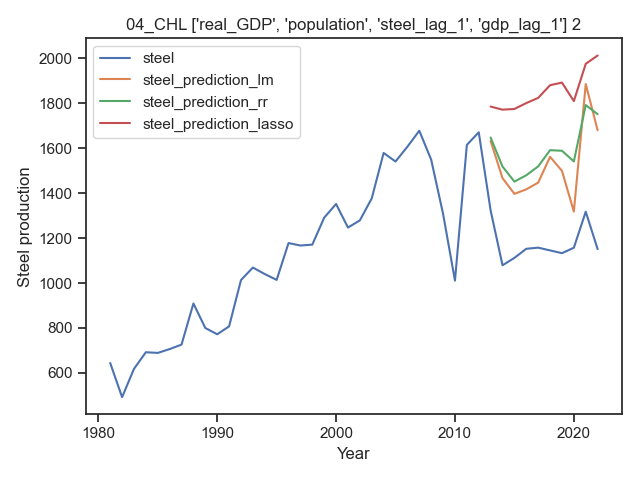 04_CHL ['real_GDP', 'population', 'steel_lag_1', 'gdp_lag_1'] 2
steel
steel_prediction_lm
steel_prediction_rr
steel_prediction_lasso
Steel production
2000
1800
1600
1400
1200
1000
800
600
1980
1990
2000
2010
2020
Year